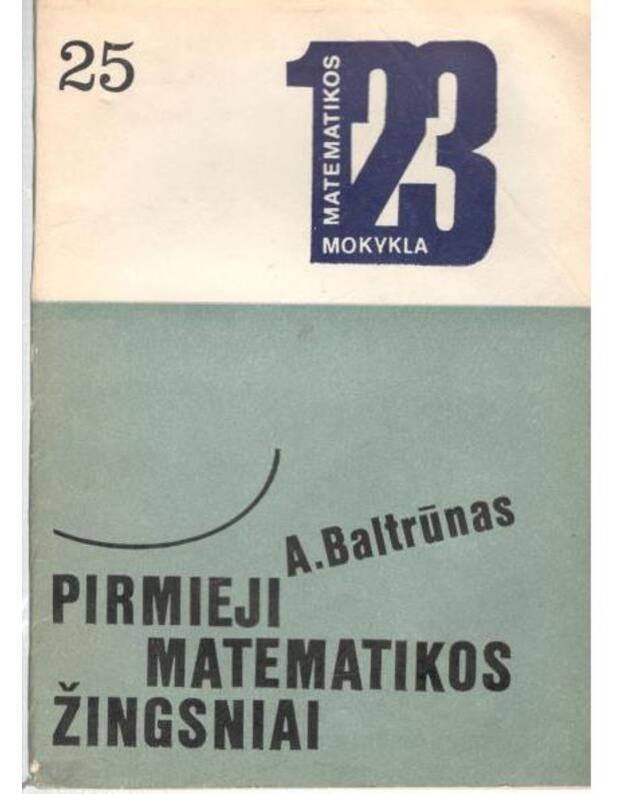 25
123
MATEMATIKOS
MOKYKLA
A.Baltrūnas
PIRMIEJI
MATEMATIKOS
ŽINGSNIAI